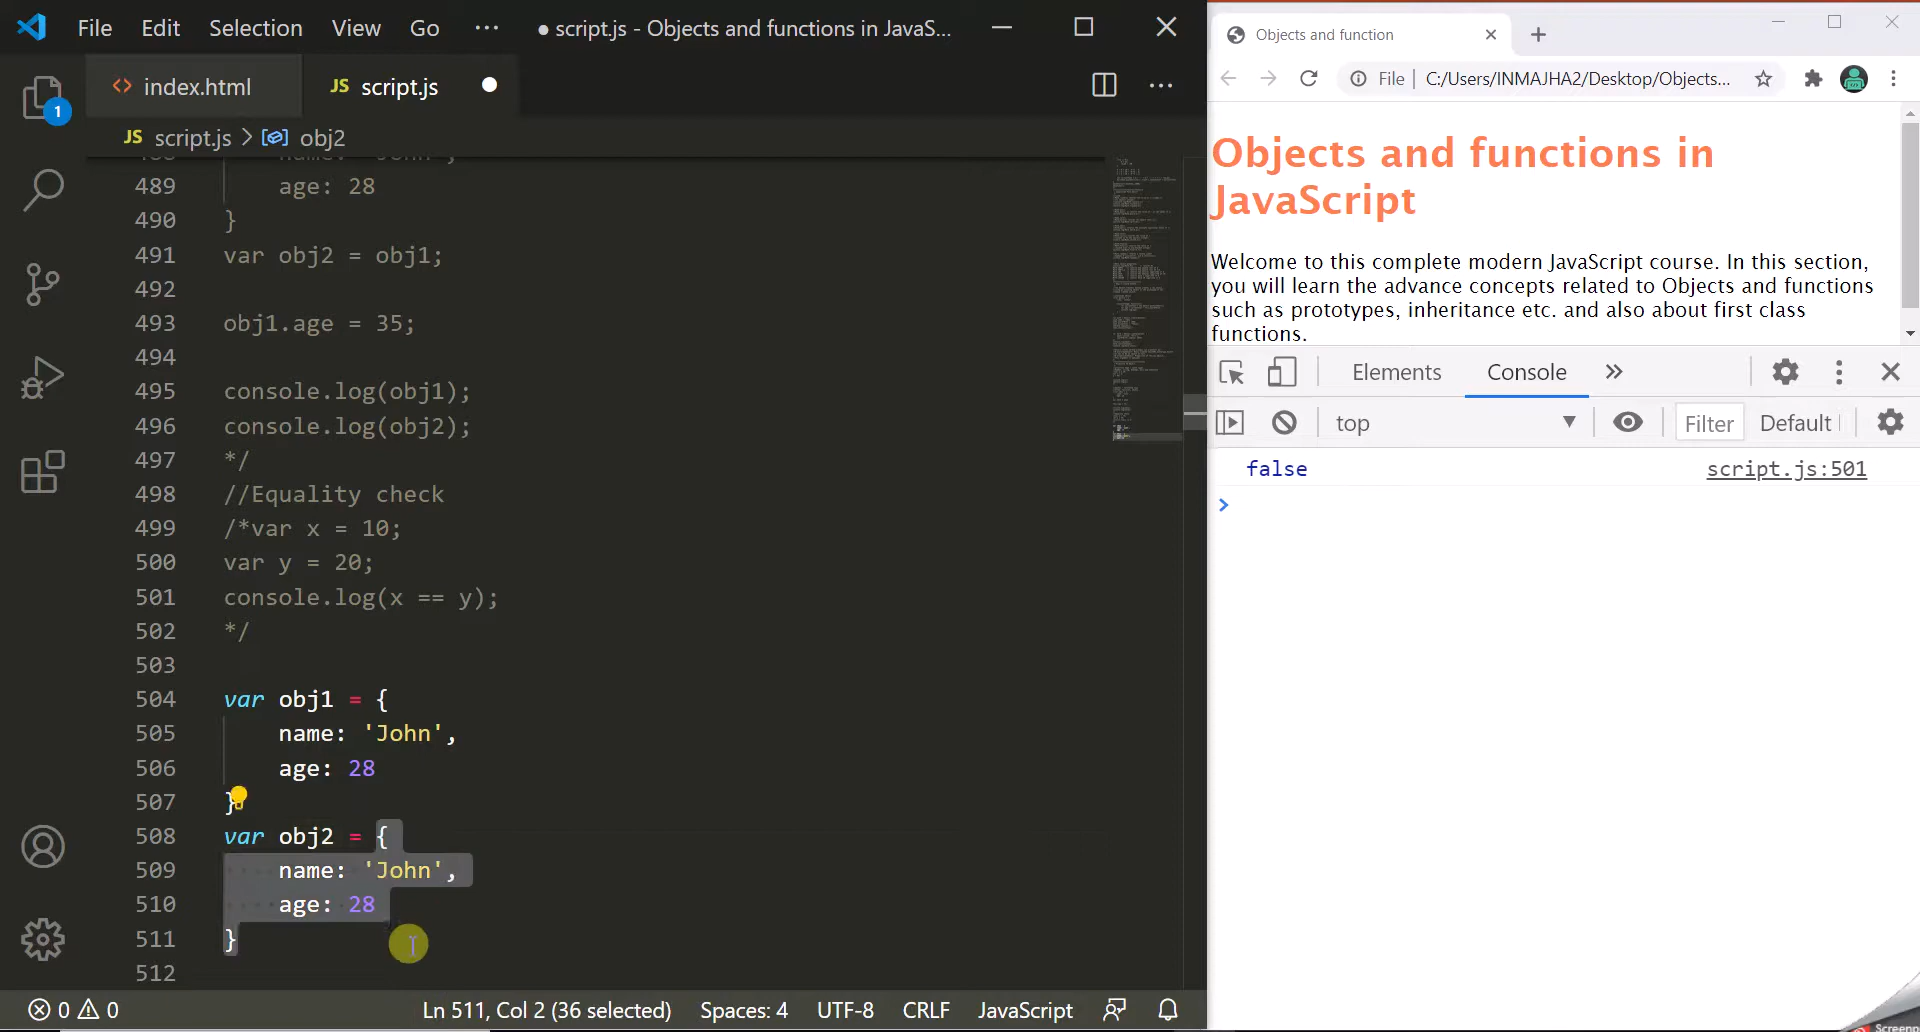 File Edit Selection View Go ··· ● script.js - Objects and functions in JavaS...
<> index.html JS script.js
JS script.js > obj2
489 age: 28
490 }
491 var obj2 = obj1;
492
493 obj1.age = 35;
494
495 console.log(obj1);
496 console.log(obj2);
497 */
498 //Equality check
499 /*var x = 10;
500 var y = 20;
501 console.log(x == y);
502 */
503
504 var obj1 = {
505 name: 'John',
506 age: 28
507 }
508 var obj2 = {
509 name: 'John',
510 age: 28
511 }
512
1
0 0 Ln 511, Col 2 (36 selected) Spaces: 4 UTF-8 CRLF JavaScript
Objects and function
File | C:/Users/INMAJHA2/Desktop/Objects...
Objects and functions in
JavaScript
Welcome to this complete modern JavaScript course. In this section,
you will learn the advance concepts related to Objects and functions
such as prototypes, inheritance etc. and also about first class
functions.
Elements Console »
top Filter Default
false script.js:501
>